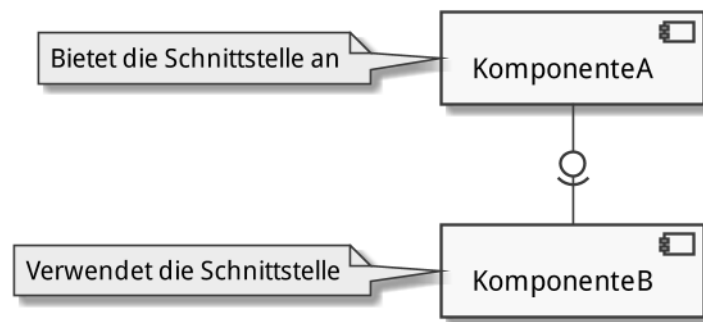 Bietet die Schnittstelle an
KomponenteA
Verwendet die Schnittstelle
KomponenteB